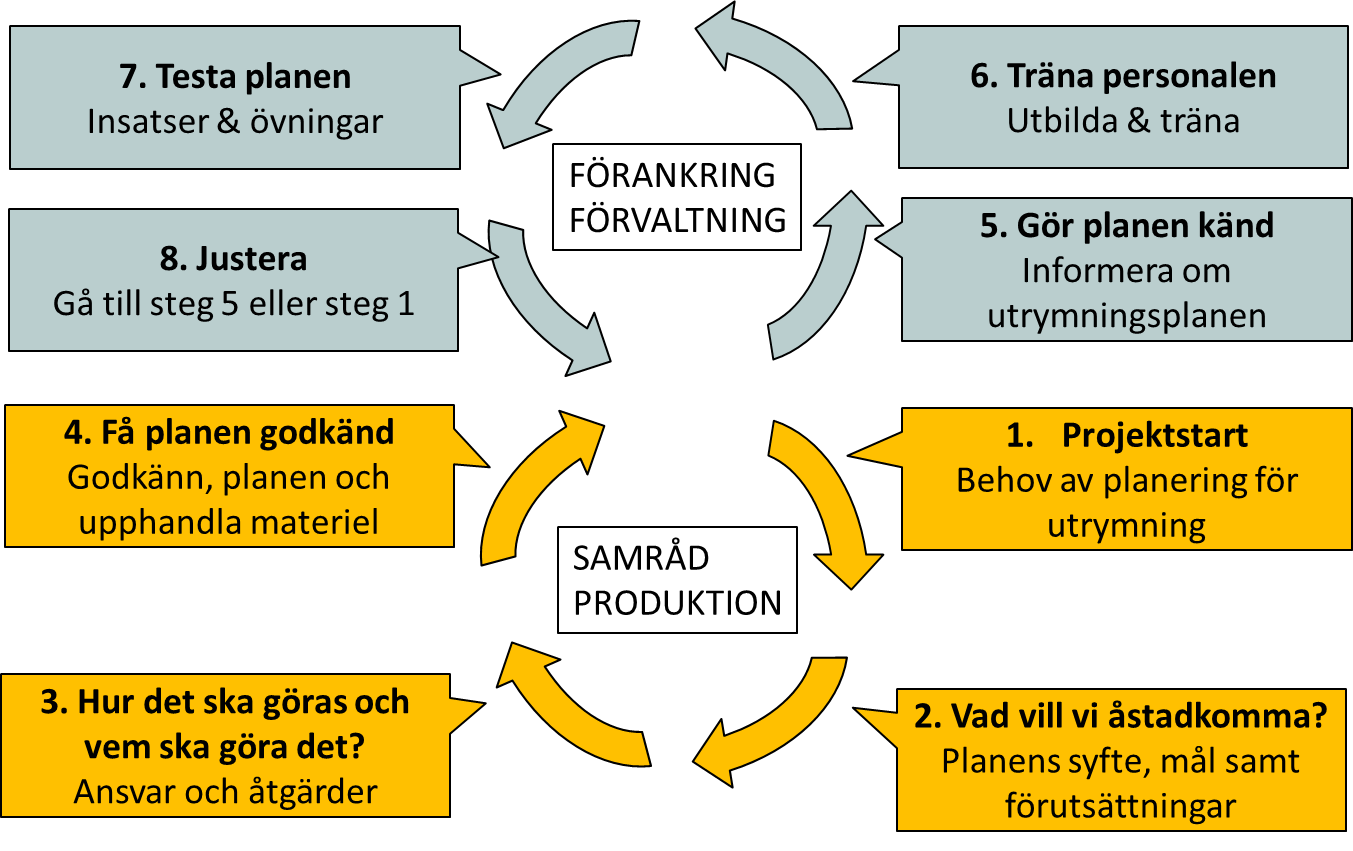 7. Testa planen
Insatser & övningar
6. Träna personalen
Utbilda & träna
FÖRANKRING
FÖRVALTNING
8. Justera
Gå till steg 5 eller steg 1
5. Gör planen känd
Informera om
utrymningsplanen
4. Få planen godkänd
Godkänn, planen och
upphandla materiel
1. Projektstart
Behov av planering för
utrymning
SAMRÅD
PRODUKTION
3. Hur det ska göras och
vem ska göra det?
Ansvar och åtgärder
2. Vad vill vi åstadkomma?
Planens syfte, mål samt
förutsättningar